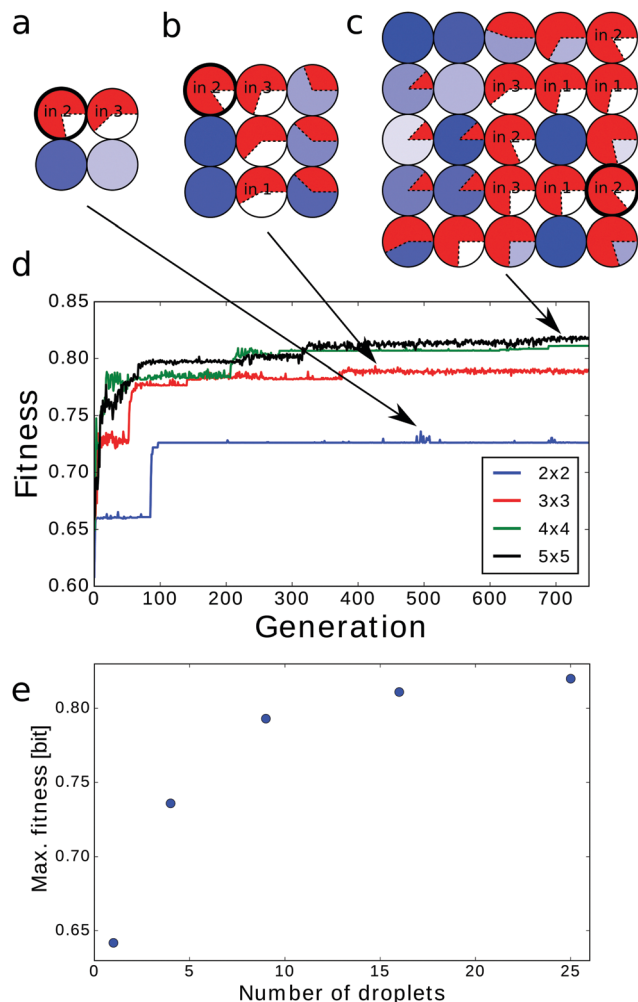 a
b
c
in 2
in 3
in 2
in 3
in 1
in 2
in 3
in 1
in 1
in 2
in 3
in 1
in 2
d
0.85
0.80
0.75
0.70
0.65
0.60
Fitness
0 100 200 300 400 500 600 700
Generation
2x2
3x3
4x4
5x5
e
0.80
0.75
0.70
0.65
Max. fitness [bit]
0 5 10 15 20 25
Number of droplets